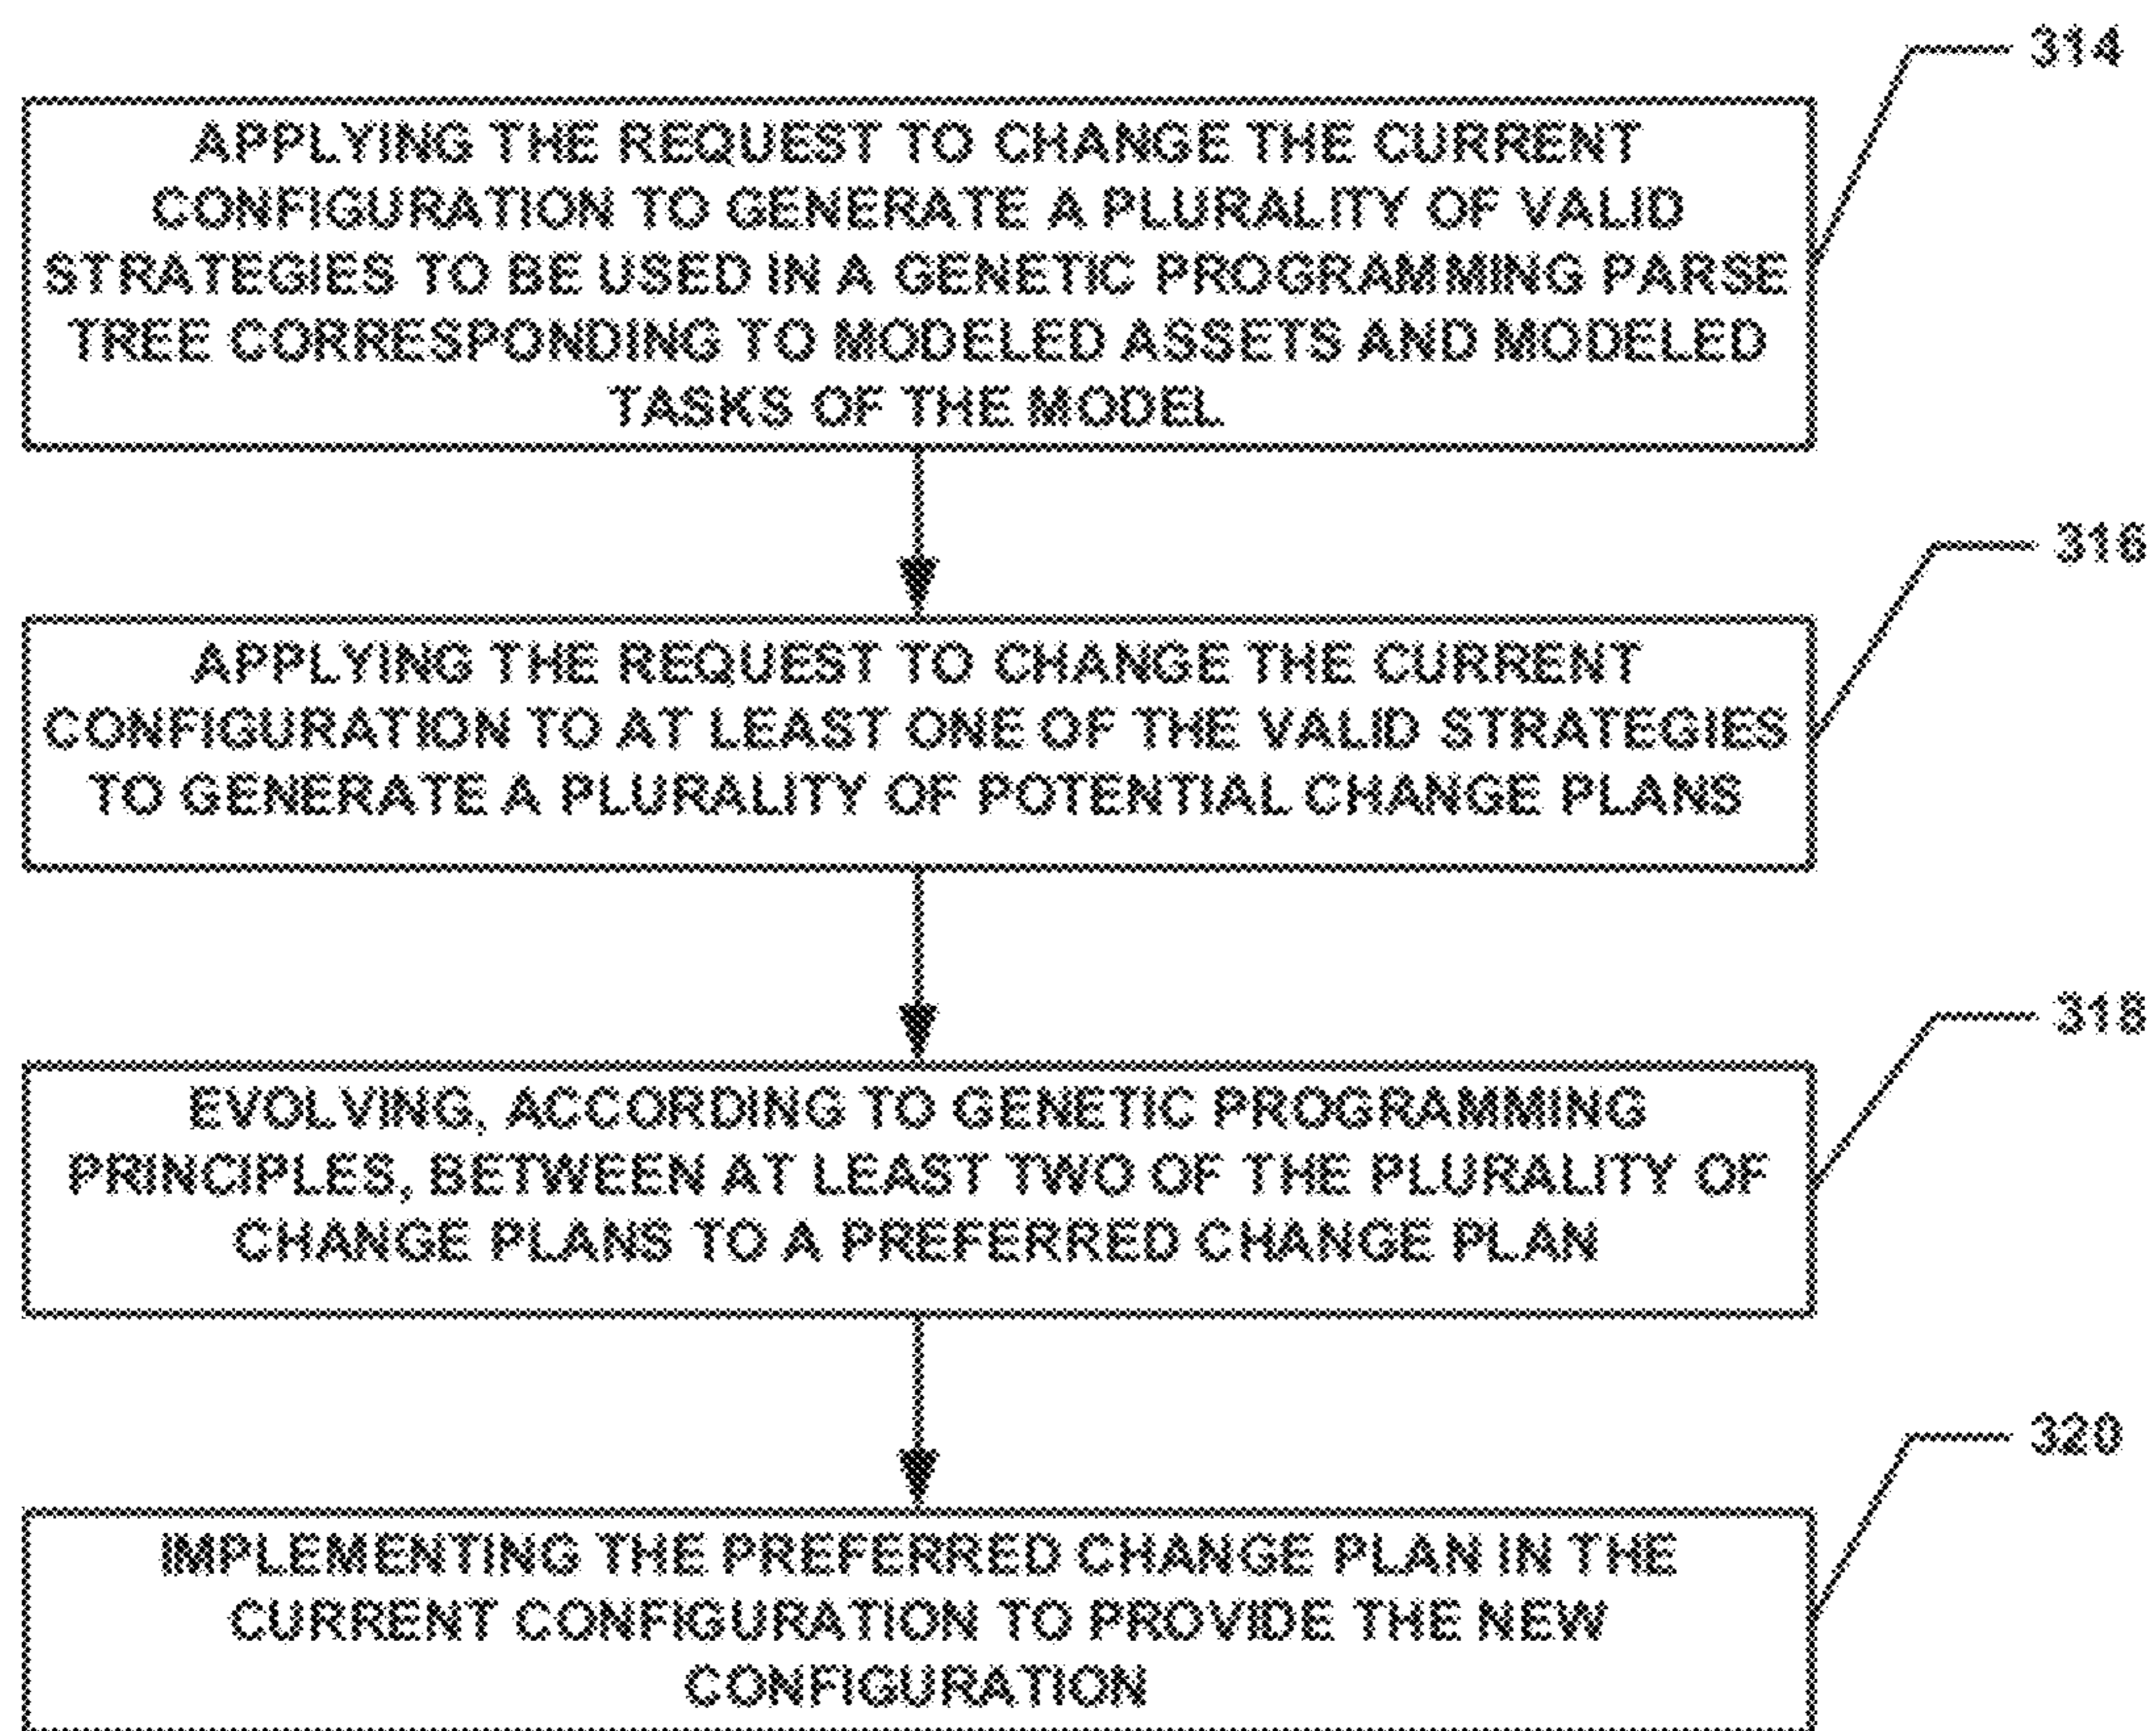 314
APPLYING THE REQUEST TO CHANGE THE CURRENT
CONFIGURATION TO GENERATE A PLURALITY OF VALID
STRATEGIES TO BE USED IN A GENETIC PROGRAMMING PARSE
TREE CORRESPONDING TO MODELED ASSETS AND MODELED
TASKS OF THE MODEL
316
APPLYING THE REQUEST TO CHANGE THE CURRENT
CONFIGURATION TO AT LEAST ONE OF THE VALID STRATEGIES
TO GENERATE A PLURALITY OF POTENTIAL CHANGE PLANS
318
EVOLVING, ACCORDING TO GENETIC PROGRAMMING
PRINCIPLES, BETWEEN AT LEAST TWO OF THE PLURALITY OF
CHANGE PLANS TO A PREFERRED CHANGE PLAN
320
IMPLEMENTING THE PREFERRED CHANGE PLAN IN THE
CURRENT CONFIGURATION TO PROVIDE THE NEW
CONFIGURATION